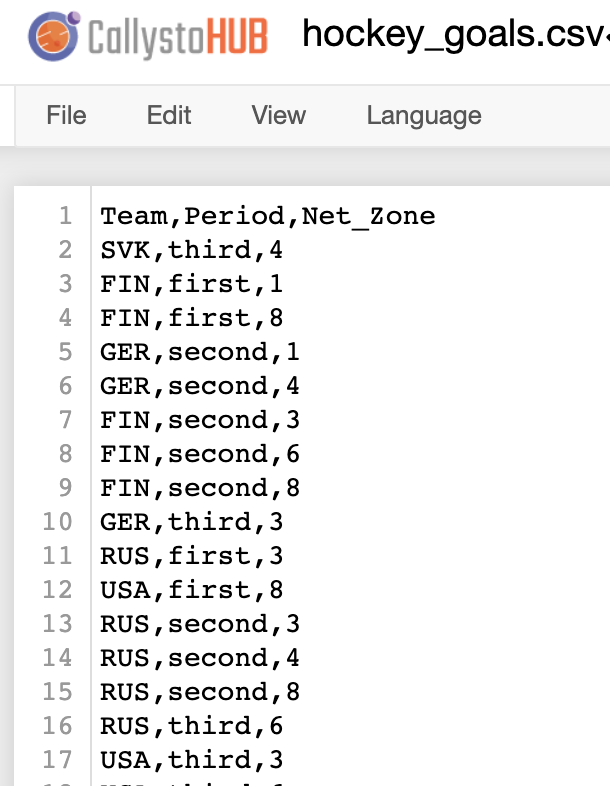 CallystoHUB hockey_goals.csv
File Edit View Language
1 Team,Period,Net_Zone
2 SVK,third,4
3 FIN,first,1
4 FIN,first,8
5 GER,second,1
6 GER,second,4
7 FIN,second,3
8 FIN,second,6
9 FIN,second,8
10 GER,third,3
11 RUS,first,3
12 USA,first,8
13 RUS,second,3
14 RUS,second,4
15 RUS,second,8
16 RUS,third,6
17 USA,third,3